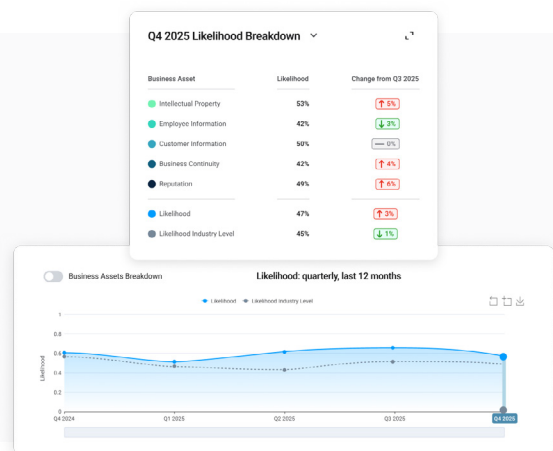 Q4 2025 Likelihood Breakdown
Business Asset Likelihood Change from Q3 2025
Intellectual Property 53% ↑ 5%
Employee Information 42% ↓ 3%
Customer Information 50% — 0%
Business Continuity 42% ↑ 4%
Reputation 49% ↑ 6%
Likelihood 47% ↑ 3%
Likelihood Industry Level 45% ↓ 1%
Business Assets Breakdown
Likelihood: quarterly, last 12 months
Likelihood Likelihood Industry Level
Likelihood
1
0.8
0.6
0.4
0.2
0
Q4 2024 Q1 2025 Q2 2025 Q3 2025 Q4 2025